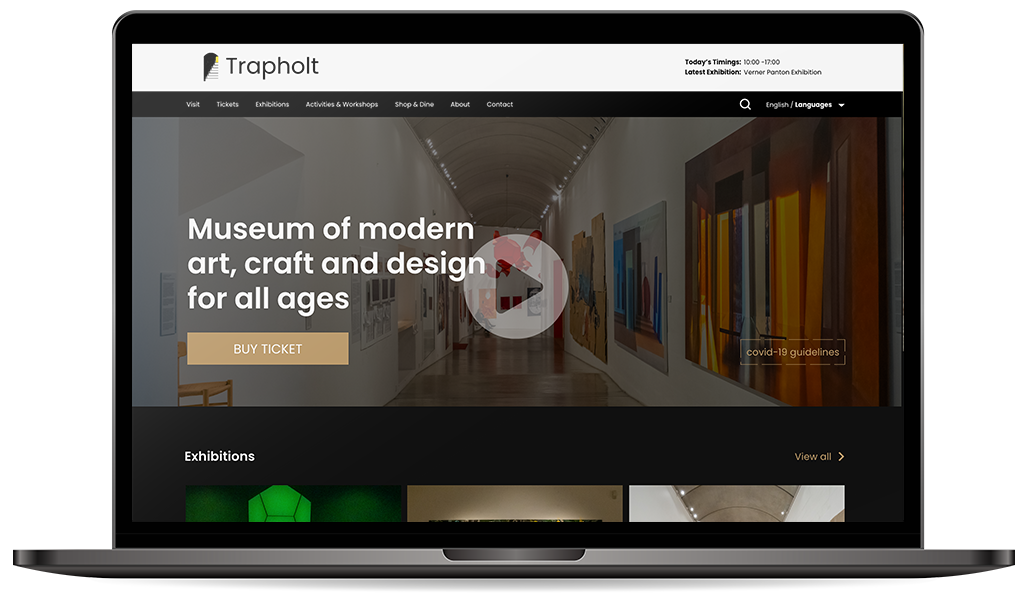 Trapholt
Today's Timings: 10:00 -17:00
Latest Exhibition: Verner Panton Exhibition
Visit Tickets Exhibitions Activities & Workshops Shop & Dine About Contact English / Languages
Museum of modern
art, craft and design
for all ages
BUY TICKET
covid-19 guidelines
Exhibitions View all